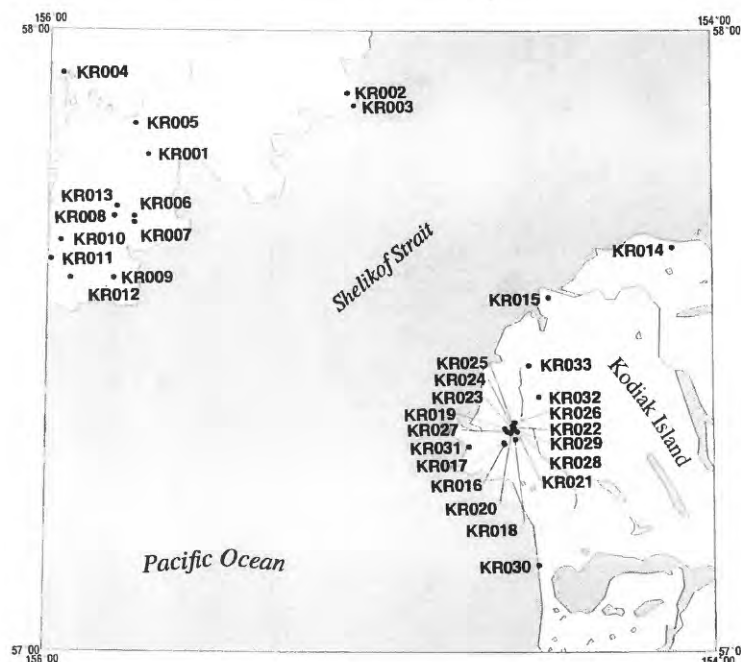 156°00
154°00
58°00
58°00
KR004
KR002
KR003
KR005
KR001
KR013
KR006
KR008
KR007
KR010
KR011
KR009
KR012
Shelikof Strait
KR014
KR015
KR025
KR033
KR024
KR023
KR032
KR019
KR026
KR027
KR022
KR031
KR029
KR017
KR028
KR016
KR021
KR020
KR018
Kodiak Island
Pacific Ocean
KR030
57°00
57°00
156°00
154°00